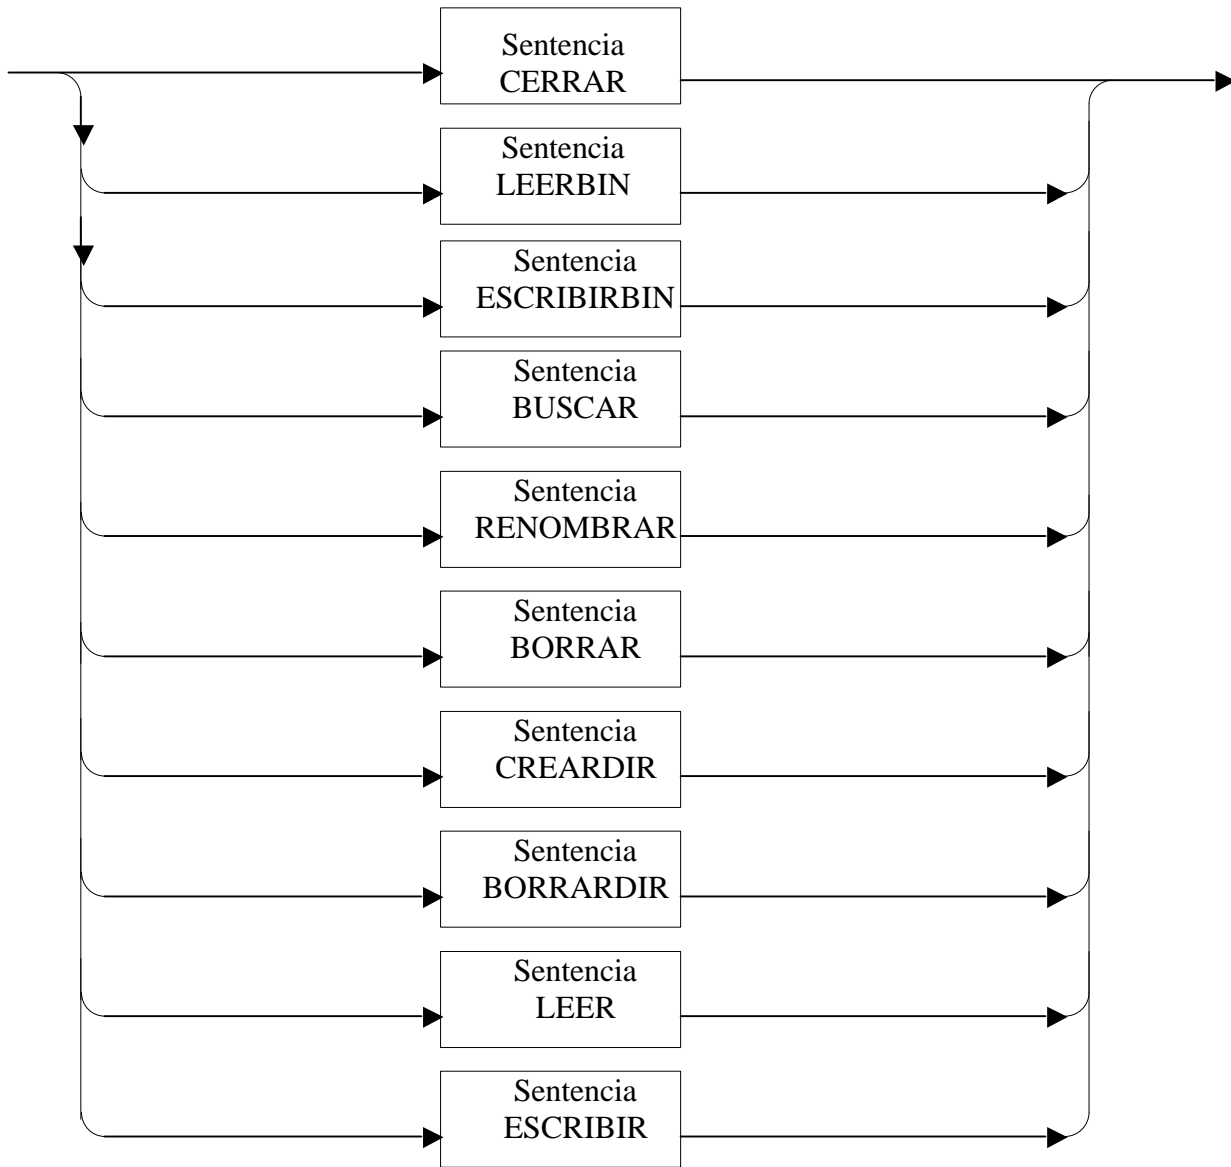 Sentencia
CERRAR
Sentencia
LEERBIN
Sentencia
ESCRIBIRBIN
Sentencia
BUSCAR
Sentencia
RENOMBRAR
Sentencia
BORRAR
Sentencia
CREARDIR
Sentencia
BORRARDIR
Sentencia
LEER
Sentencia
ESCRIBIR